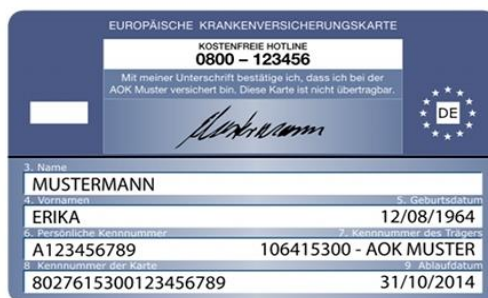 EUROPÄISCHE KRANKENVERSICHERUNGSKARTE
KOSTENFREIE HOTLINE
0800 – 123456
Mit meiner Unterschrift bestätige ich, dass ich bei der
AOK Muster versichert bin. Diese Karte ist nicht übertragbar.
Mustermann
DE
3. Name
MUSTERMANN
4. Vornamen 5. Geburtsdatum
ERIKA 12/08/1964
6. Persönliche Kennnummer 7. Kennnummer des Trägers
A123456789 106415300 - AOK MUSTER
8 Kennnummer der Karte 9 Ablaufdatum
8027615300123456789 31/10/2014